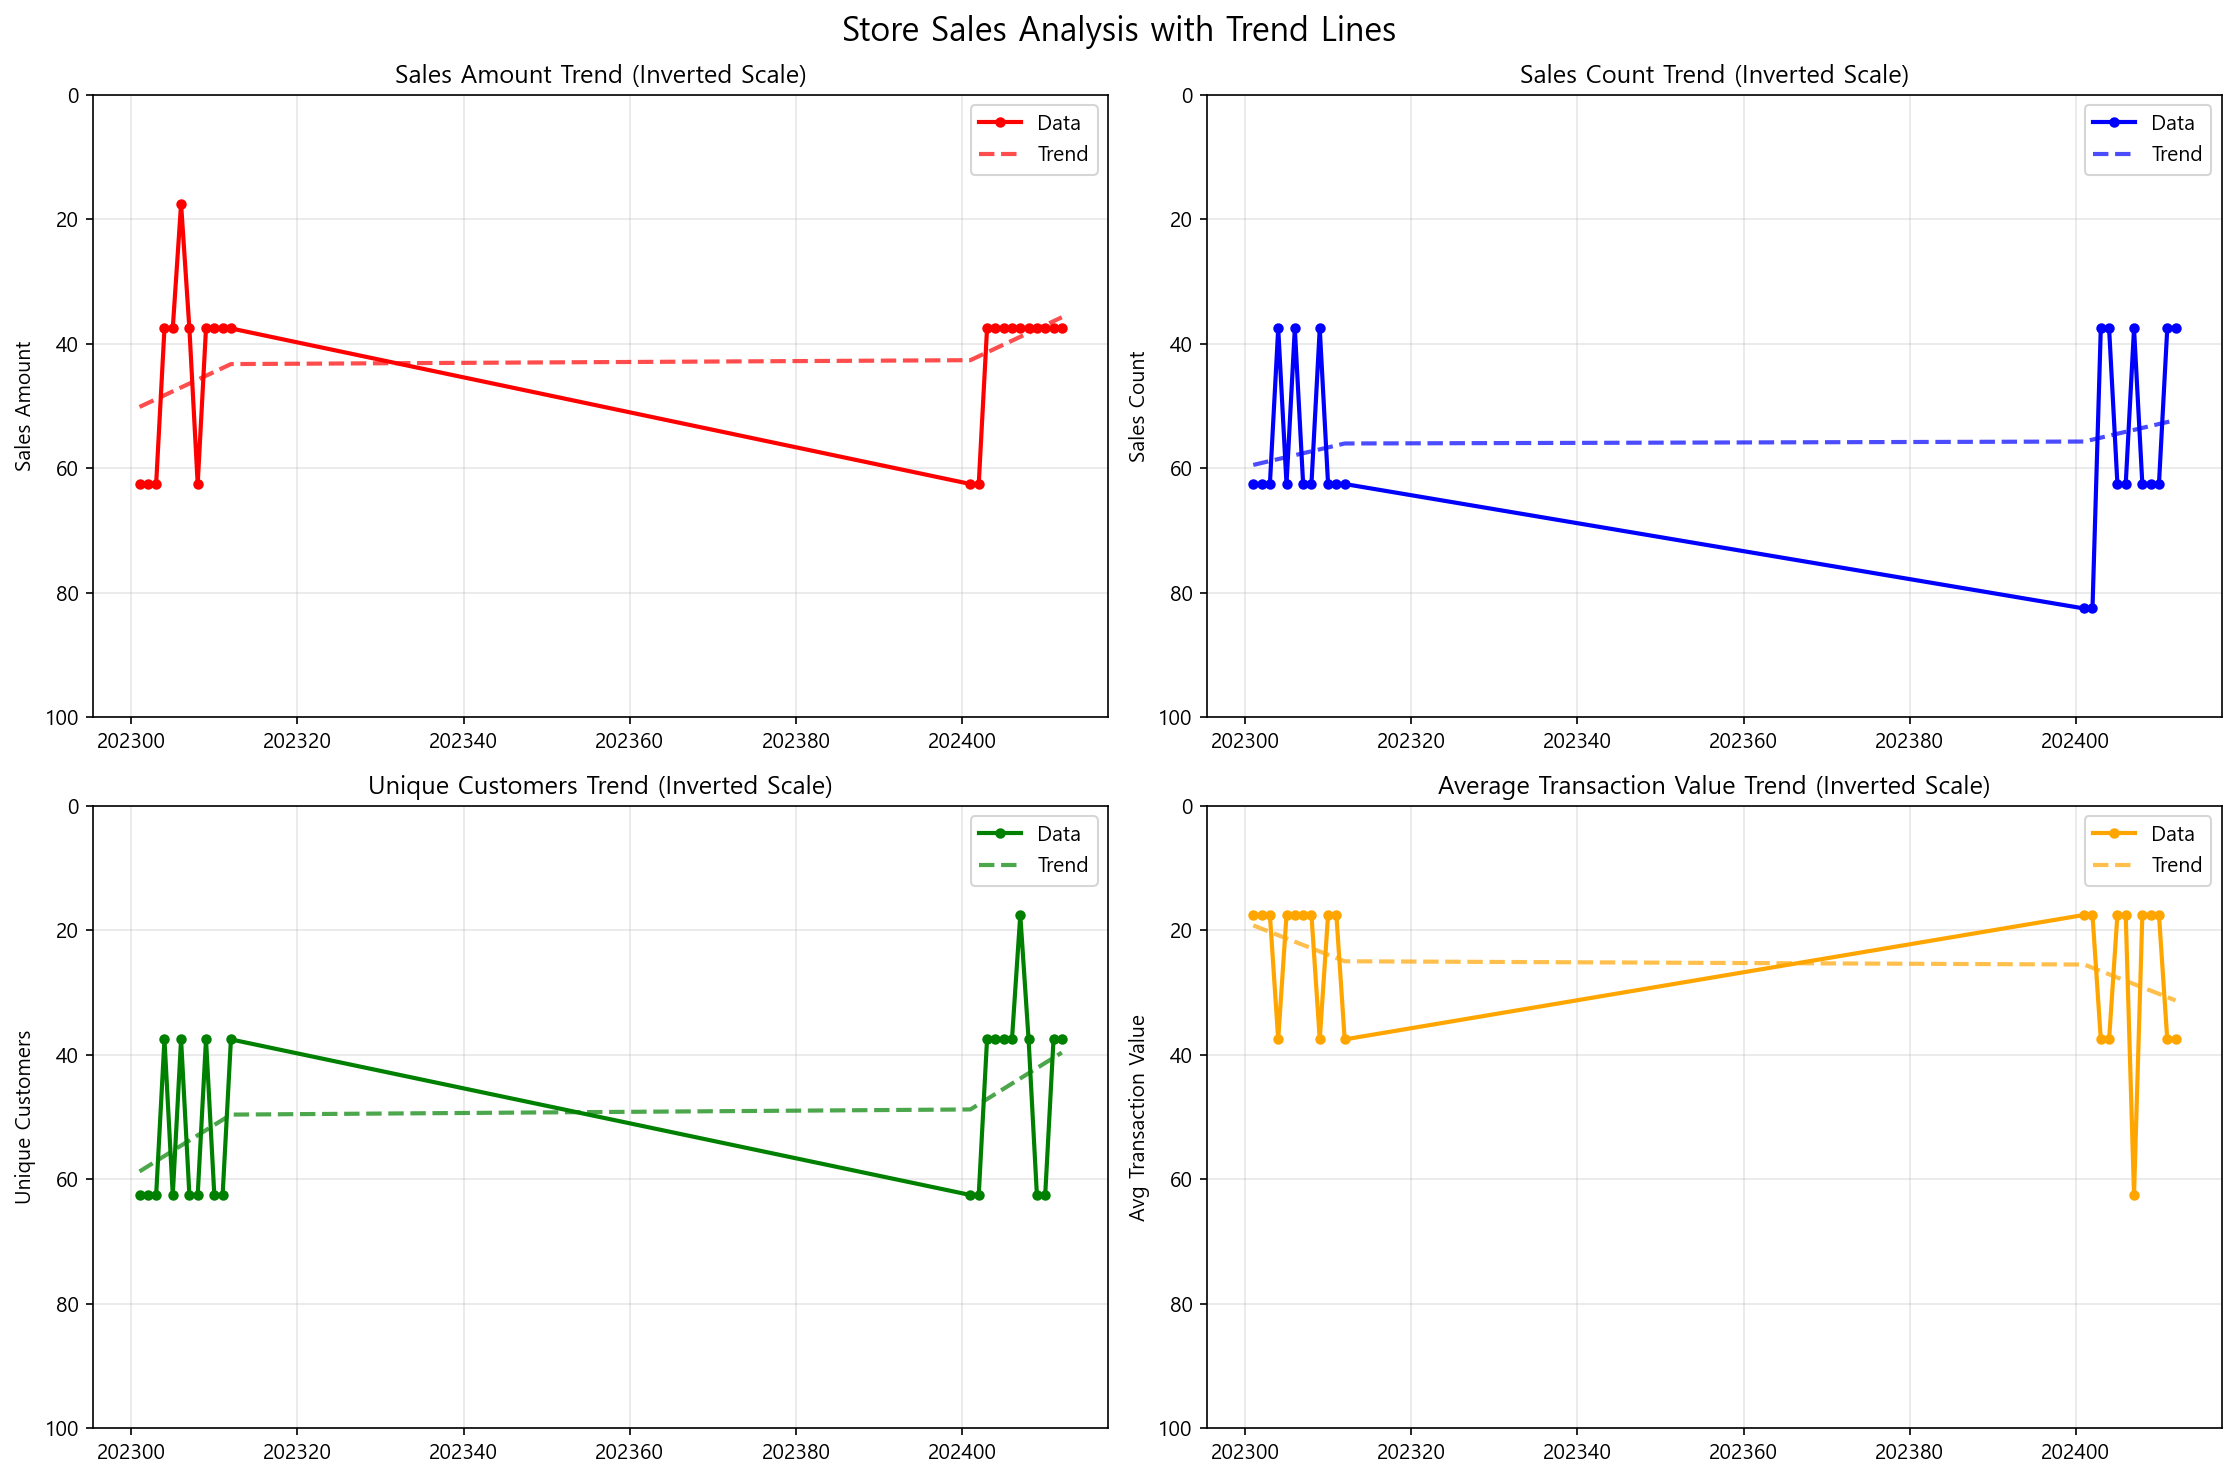 Store Sales Analysis with Trend Lines
Sales Amount Trend (Inverted Scale)
0
20
40
60
80
100
Sales Amount
Data
Trend
202300 202320 202340 202360 202380 202400
Sales Count Trend (Inverted Scale)
0
20
40
60
80
100
Sales Count
Data
Trend
202300 202320 202340 202360 202380 202400
Unique Customers Trend (Inverted Scale)
0
20
40
60
80
100
Unique Customers
Data
Trend
202300 202320 202340 202360 202380 202400
Average Transaction Value Trend (Inverted Scale)
0
20
40
60
80
100
Avg Transaction Value
Data
Trend
202300 202320 202340 202360 202380 202400